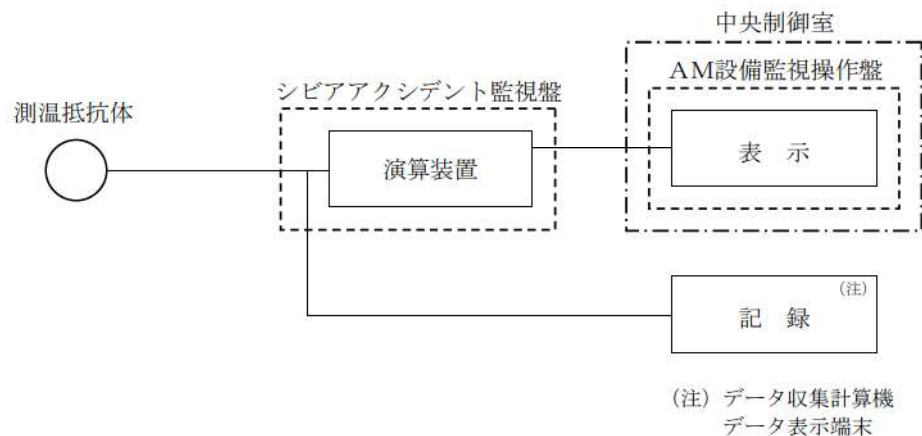 中央制御室
AM設備監視操作盤
シビアアクシデント監視盤
測温抵抗体
演算装置
表 示
(注)
記 録
(注) データ収集計算機
データ表示端末